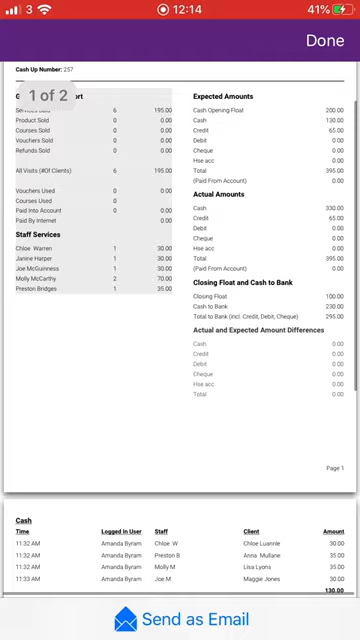 3
12:14
41%
Done
Cash Up Number: 257
1 of 2
Services Sold 6 195.00
Product Sold 0 0.00
Courses Sold 0 0.00
Vouchers Sold 0 0.00
Refunds Sold 0 0.00
All Visits (#Of Clients) 6 195.00
Vouchers Used 0 0.00
Courses Used 0
Paid Into Account 0 0.00
Paid By Internet 0.00
Staff Services
Chloe Warren 1 30.00
Janine Harper 1 30.00
Joe McGuinness 1 30.00
Molly McCarthy 2 70.00
Preston Bridges 1 35.00
Expected Amounts
Cash Opening Float 200.00
Cash 130.00
Credit 65.00
Debit 0.00
Cheque 0.00
Hse acc 0.00
Total 395.00
(Paid From Account) 0.00
Actual Amounts
Cash 330.00
Credit 65.00
Debit 0.00
Cheque 0.00
Hse acc 0.00
Total 395.00
(Paid From Account) 0.00
Closing Float and Cash to Bank
Closing Float 100.00
Cash to Bank 230.00
Total to Bank (incl. Credit, Debit, Cheque) 295.00
Actual and Expected Amount Differences
Cash 0.00
Credit 0.00
Debit 0.00
Cheque 0.00
Hse acc 0.00
Total 0.00
Page 1
Cash
Time Logged in User Staff Client Amount
11:32 AM Amanda Byram Chloe W Chloe Luannle 30.00
11:32 AM Amanda Byram Preston B Anna Mullane 35.00
11:32 AM Amanda Byram Molly M Lisa Lyons 35.00
11:33 AM Amanda Byram Joe M Maggie Jones 30.00
130.00
Send as Email